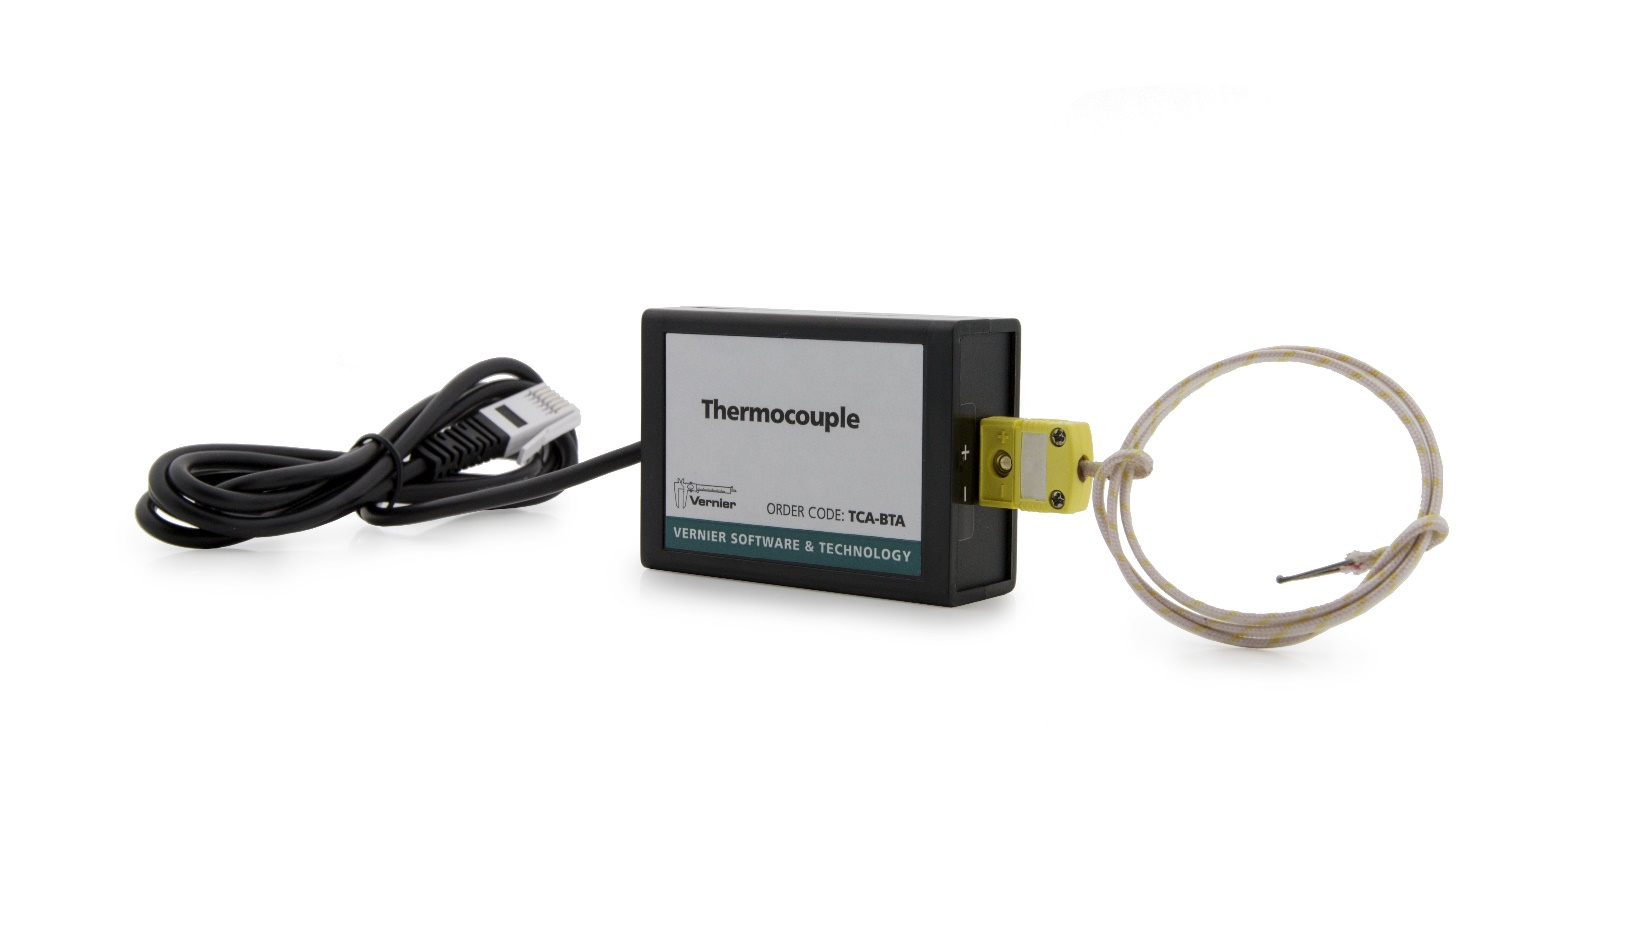 Thermocouple
Vernier
ORDER CODE: TCA-BTA
VERNIER SOFTWARE & TECHNOLOGY
+
−
+
−